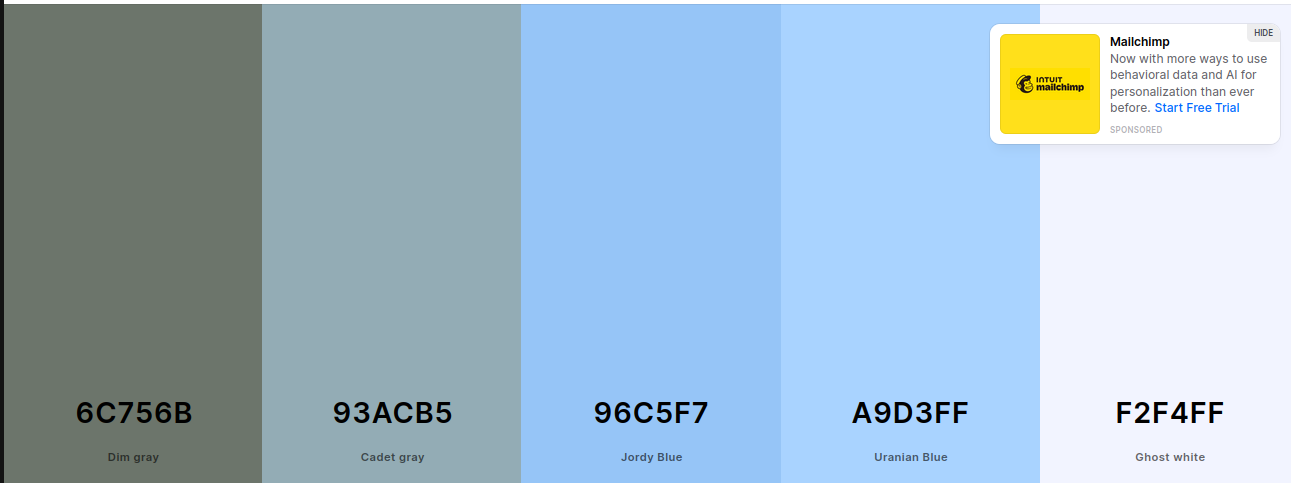 HIDE
Mailchimp
Now with more ways to use
behavioral data and AI for
personalization than ever
before. Start Free Trial
SPONSORED
INTUIT
mailchimp
6C756B
93ACB5
96C5F7
A9D3FF
F2F4FF
Dim gray
Cadet gray
Jordy Blue
Uranian Blue
Ghost white